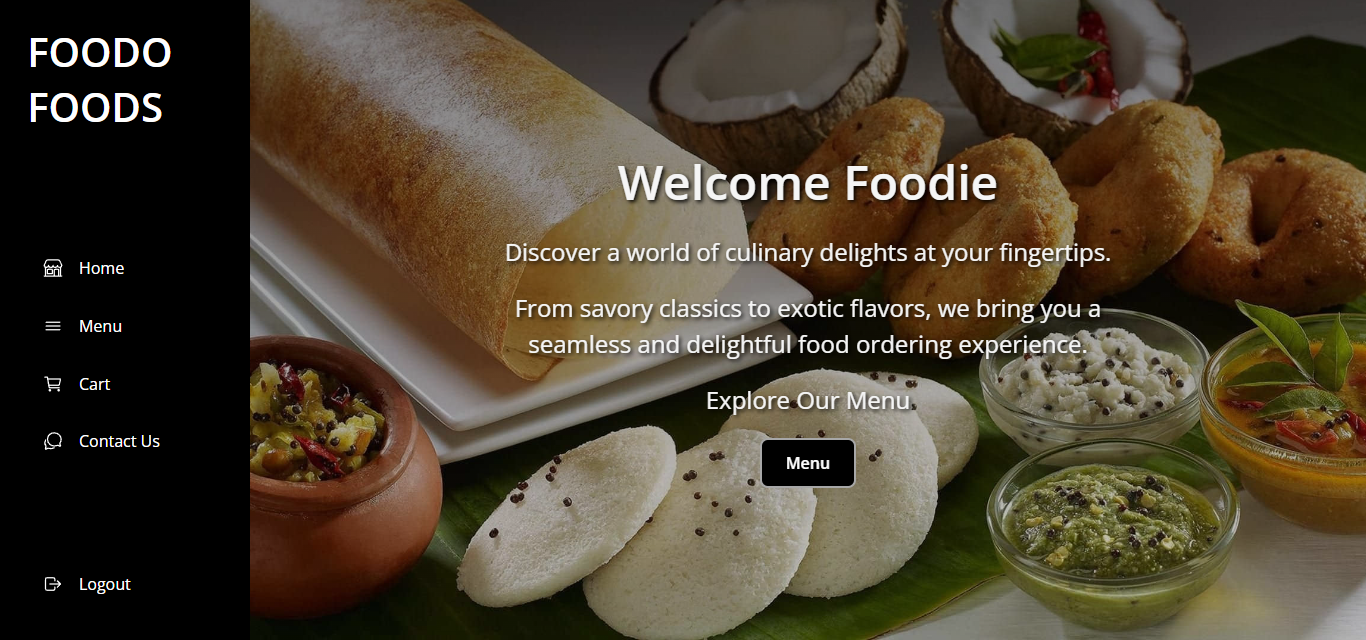 FOODO
FOODS
Home
Menu
Cart
Contact Us
Logout
Welcome Foodie
Discover a world of culinary delights at your fingertips.
From savory classics to exotic flavors, we bring you a
seamless and delightful food ordering experience.
Explore Our Menu.
Menu